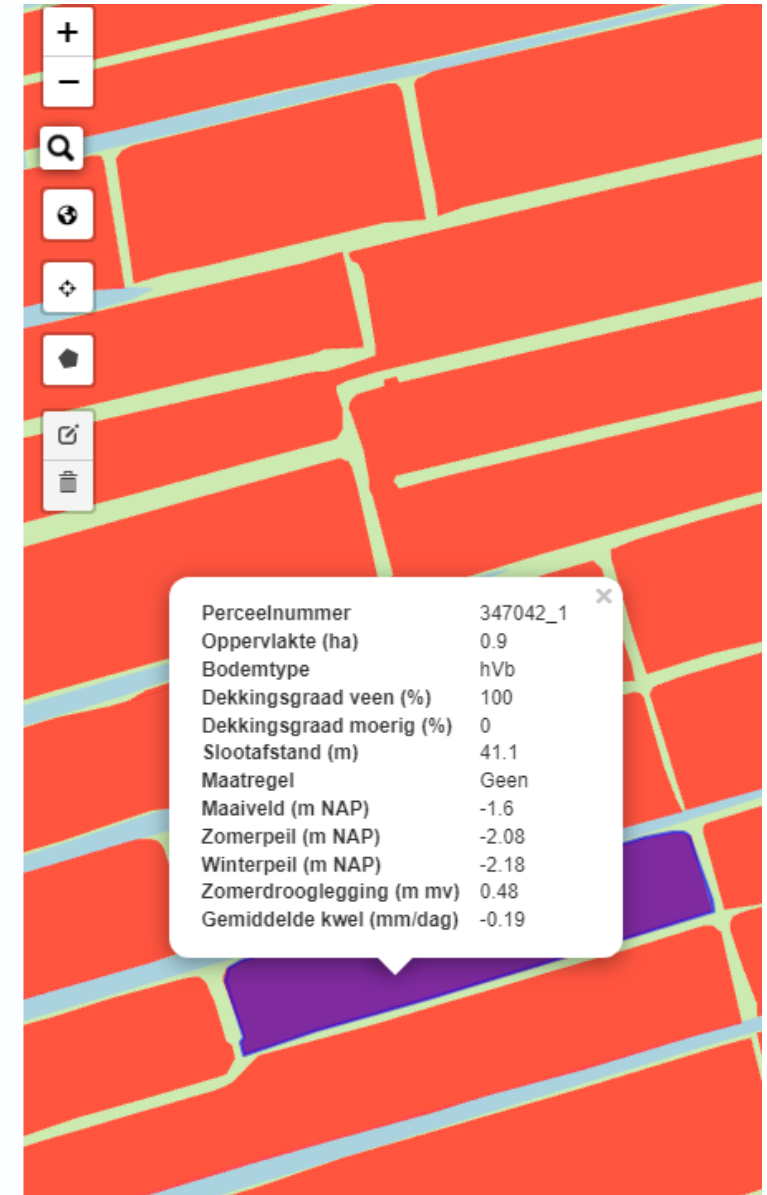 +
−
×
Perceelnummer 347042_1
Oppervlakte (ha) 0.9
Bodemtype hVb
Dekkingsgraad veen (%) 100
Dekkingsgraad moerig (%) 0
Slootafstand (m) 41.1
Maatregel Geen
Maaiveld (m NAP) -1.6
Zomerpeil (m NAP) -2.08
Winterpeil (m NAP) -2.18
Zomerdrooglegging (m mv) 0.48
Gemiddelde kwel (mm/dag) -0.19